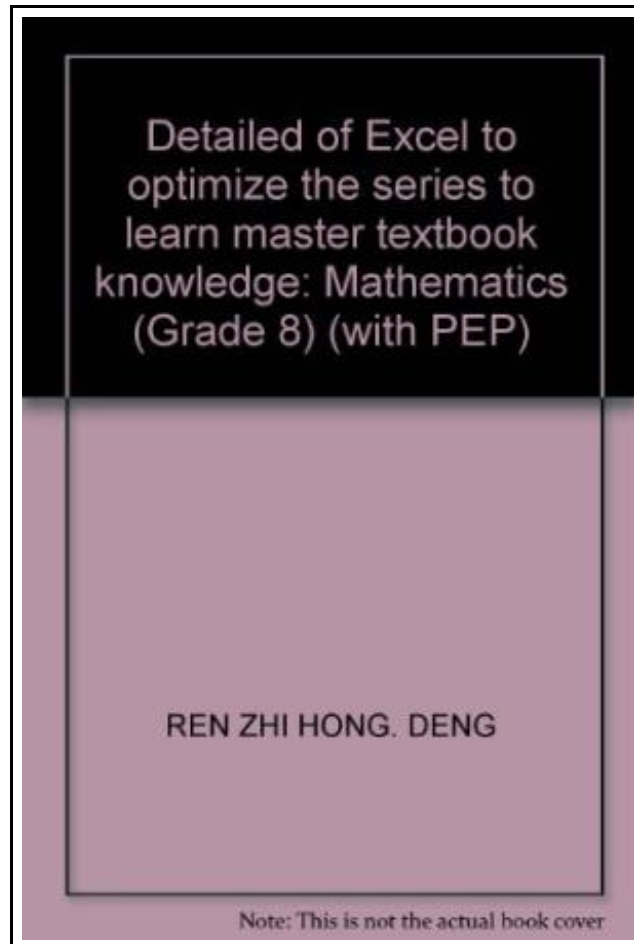 Detailed of Excel to
optimize the series to
learn master textbook
knowledge: Mathematics
(Grade 8) (with PEP)
REN ZHI HONG. DENG
Note: This is not the actual book cover